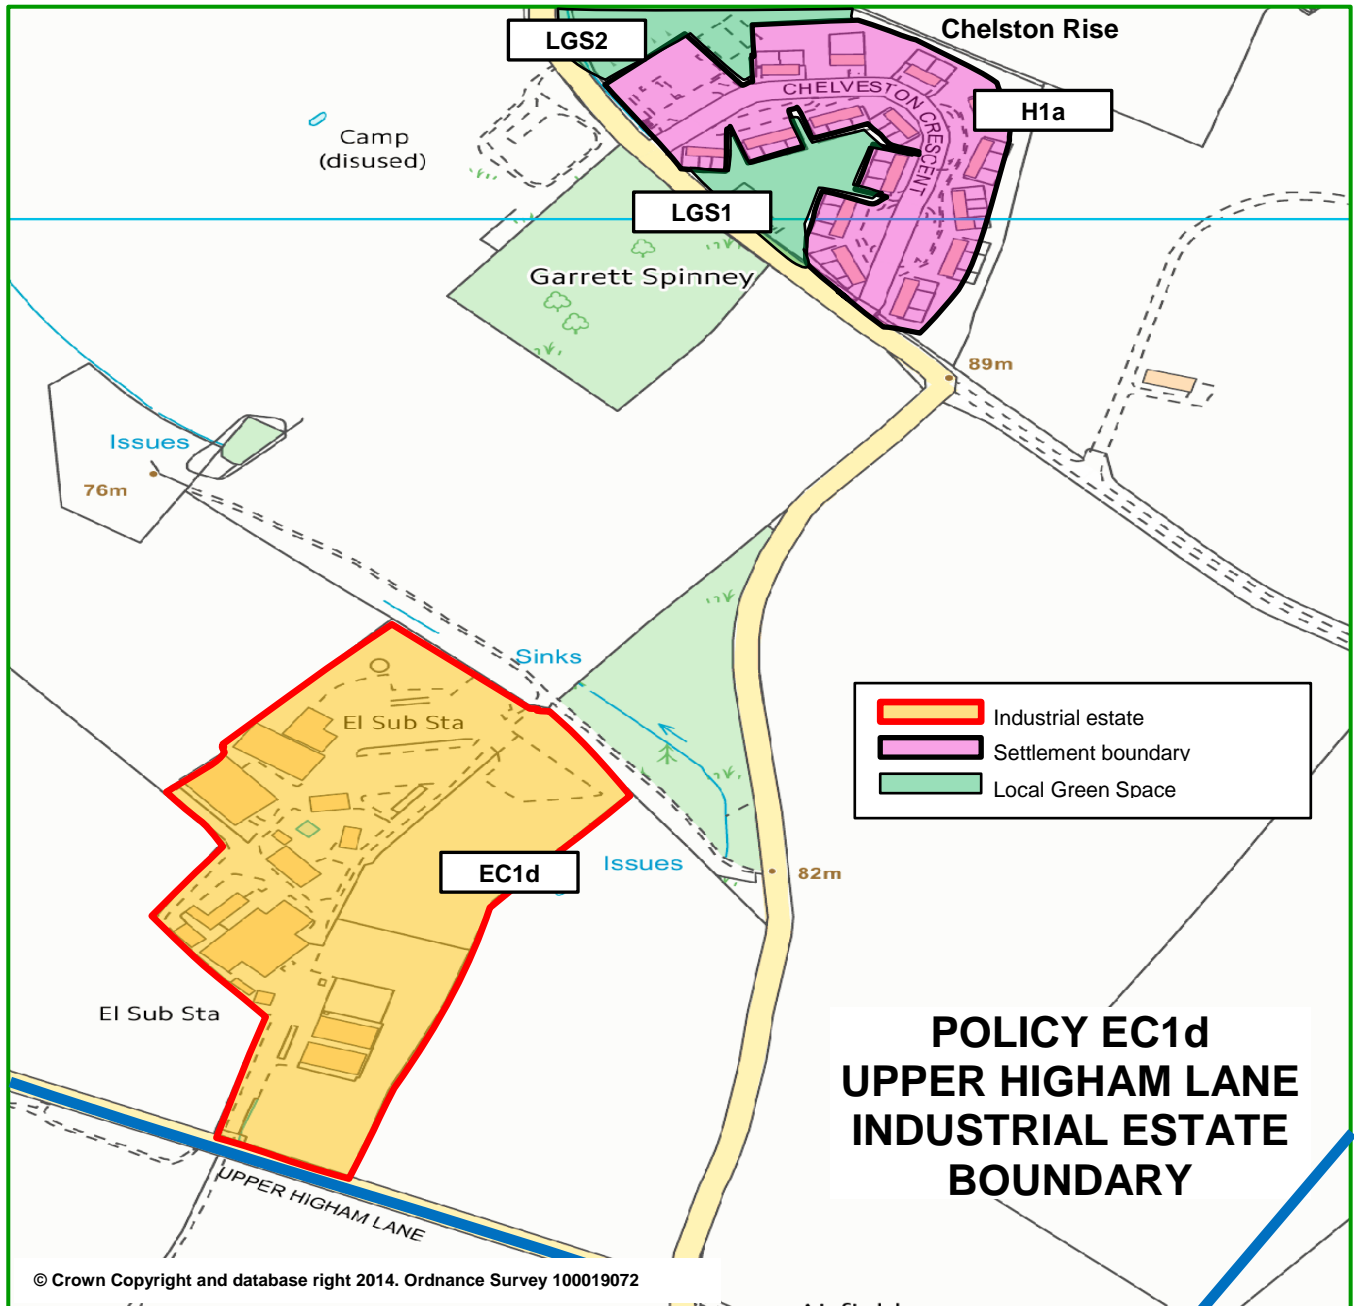 LGS2
Chelston Rise
CHELVESTON CRESCENT
H1a
Camp
(disused)
LGS1
Garrett Spinney
89m
Issues
76m
Sinks
El Sub Sta
Industrial estate
Settlement boundary
Local Green Space
EC1d
Issues
82m
El Sub Sta
POLICY EC1d
UPPER HIGHAM LANE
INDUSTRIAL ESTATE
BOUNDARY
UPPER HIGHAM LANE
© Crown Copyright and database right 2014. Ordnance Survey 100019072